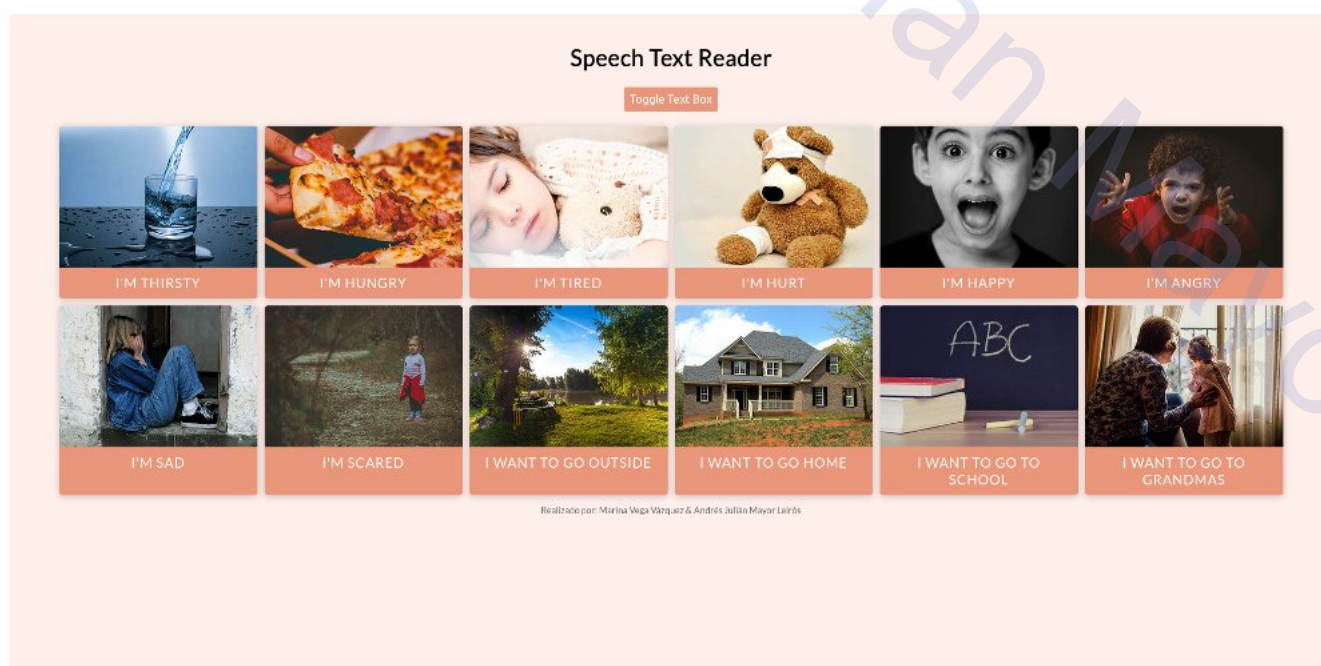 Speech Text Reader
Toggle Text Box
I'M THIRSTY
I'M HUNGRY
I'M TIRED
I'M HURT
I'M HAPPY
I'M ANGRY
ABC
I'M SAD
I'M SCARED
I WANT TO GO OUTSIDE
I WANT TO GO HOME
I WANT TO GO TO
SCHOOL
I WANT TO GO TO
GRANDMAS
Realizado por: Marina Vega Vázquez & Andrés Julián Mayor Leirós